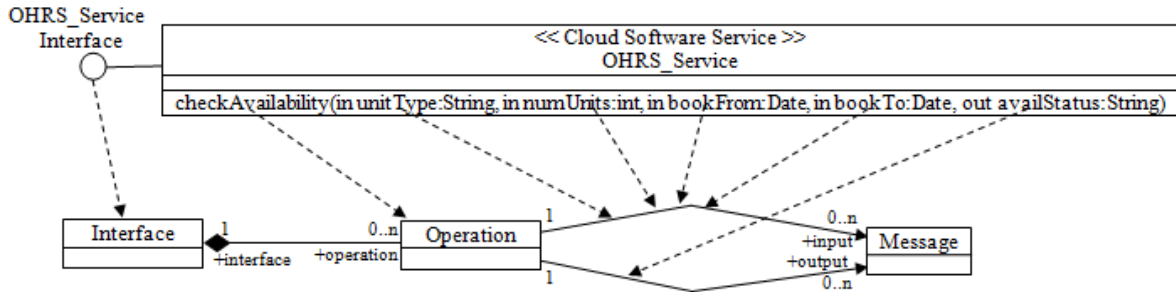 OHRS_Service
Interface
<< Cloud Software Service >>
OHRS_Service
checkAvailability(in unitType:String, in numUnits:int, in bookFrom:Date, in bookTo:Date, out availStatus:String)
Interface
1
+interface
0..n
+operation
Operation
1
1
0..n
+input
+output
0..n
Message